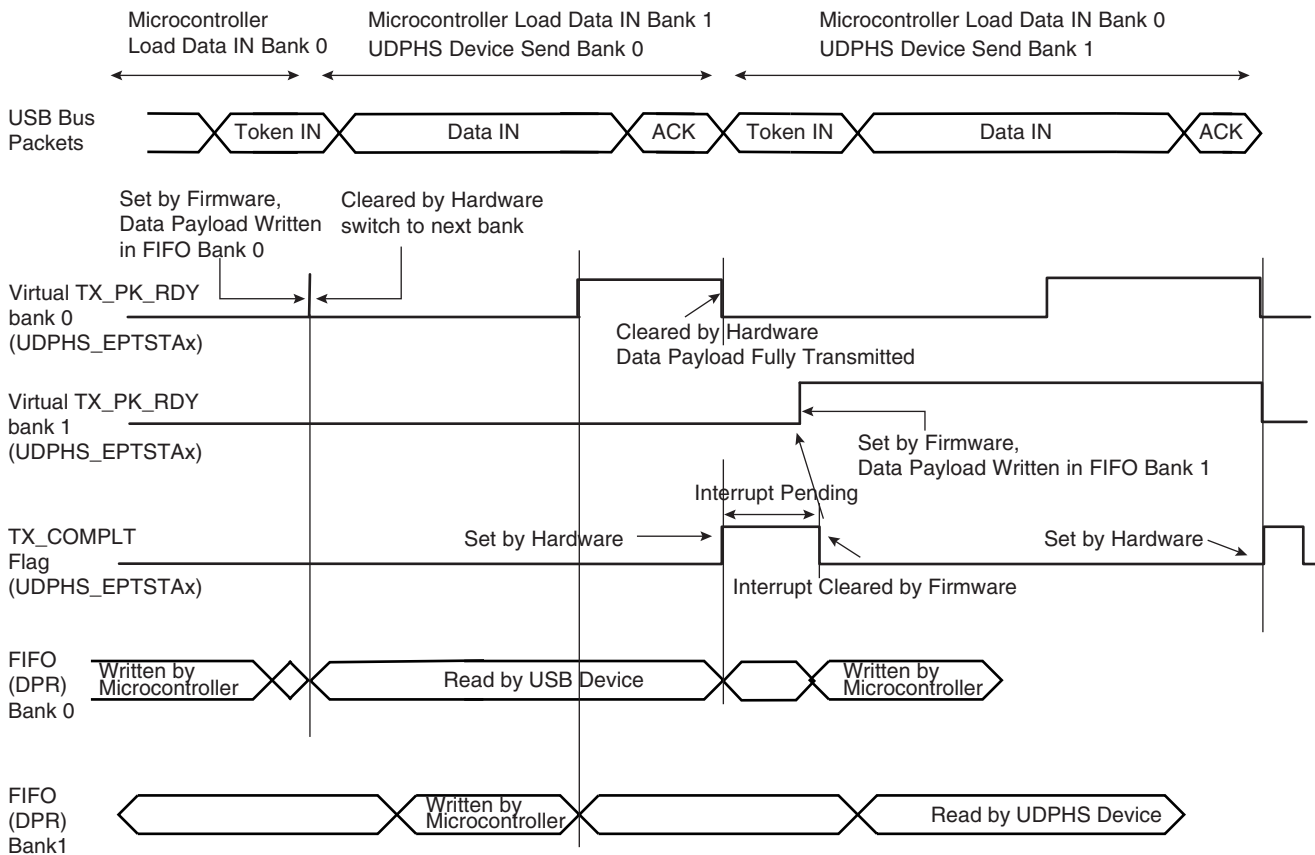 Microcontroller
Load Data IN Bank 0
Microcontroller Load Data IN Bank 1
UDPHS Device Send Bank 0
Microcontroller Load Data IN Bank 0
UDPHS Device Send Bank 1
USB Bus
Packets
Token IN
Data IN
ACK
Token IN
Data IN
ACK
Set by Firmware,
Data Payload Written
in FIFO Bank 0
Cleared by Hardware
switch to next bank
Virtual TX_PK_RDY
bank 0
(UDPHS_EPTSTAx)
Cleared by Hardware
Data Payload Fully Transmitted
Virtual TX_PK_RDY
bank 1
(UDPHS_EPTSTAx)
Set by Firmware,
Data Payload Written in FIFO Bank 1
Interrupt Pending
TX_COMPLT
Flag
(UDPHS_EPTSTAx)
Set by Hardware
Set by Hardware
Interrupt Cleared by Firmware
FIFO
(DPR)
Bank 0
Written by
Microcontroller
Read by USB Device
Written by
Microcontroller
FIFO
(DPR)
Bank1
Written by
Microcontroller
Read by UDPHS Device